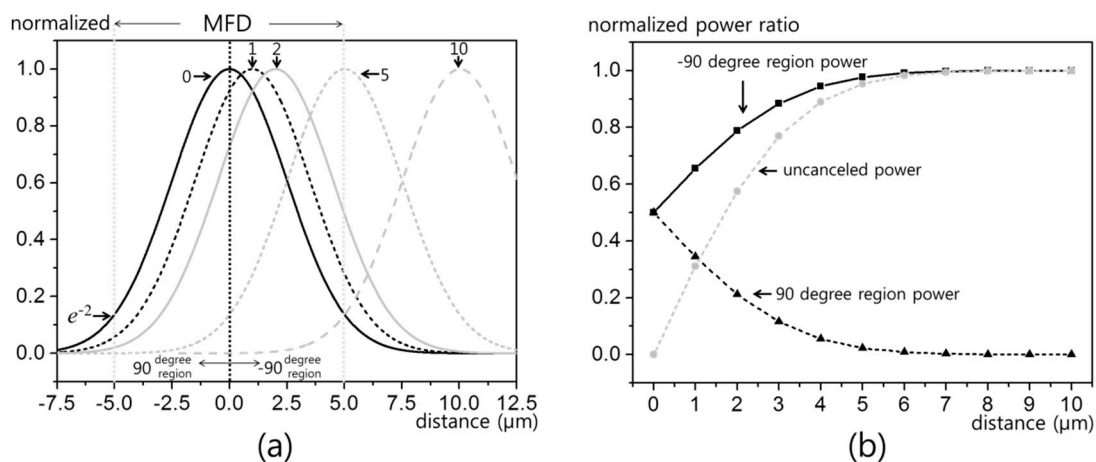 normalized
MFD
0
1
2
5
10
1.0
0.8
0.6
0.4
0.2
0.0
e-2
90 degree region
-90 degree region
-7.5 -5.0 -2.5 0.0 2.5 5.0 7.5 10.0 12.5
distance (μm)
(a)
normalized power ratio
-90 degree region power
uncanceled power
90 degree region power
1.0
0.8
0.6
0.4
0.2
0.0
0 1 2 3 4 5 6 7 8 9 10
distance (μm)
(b)